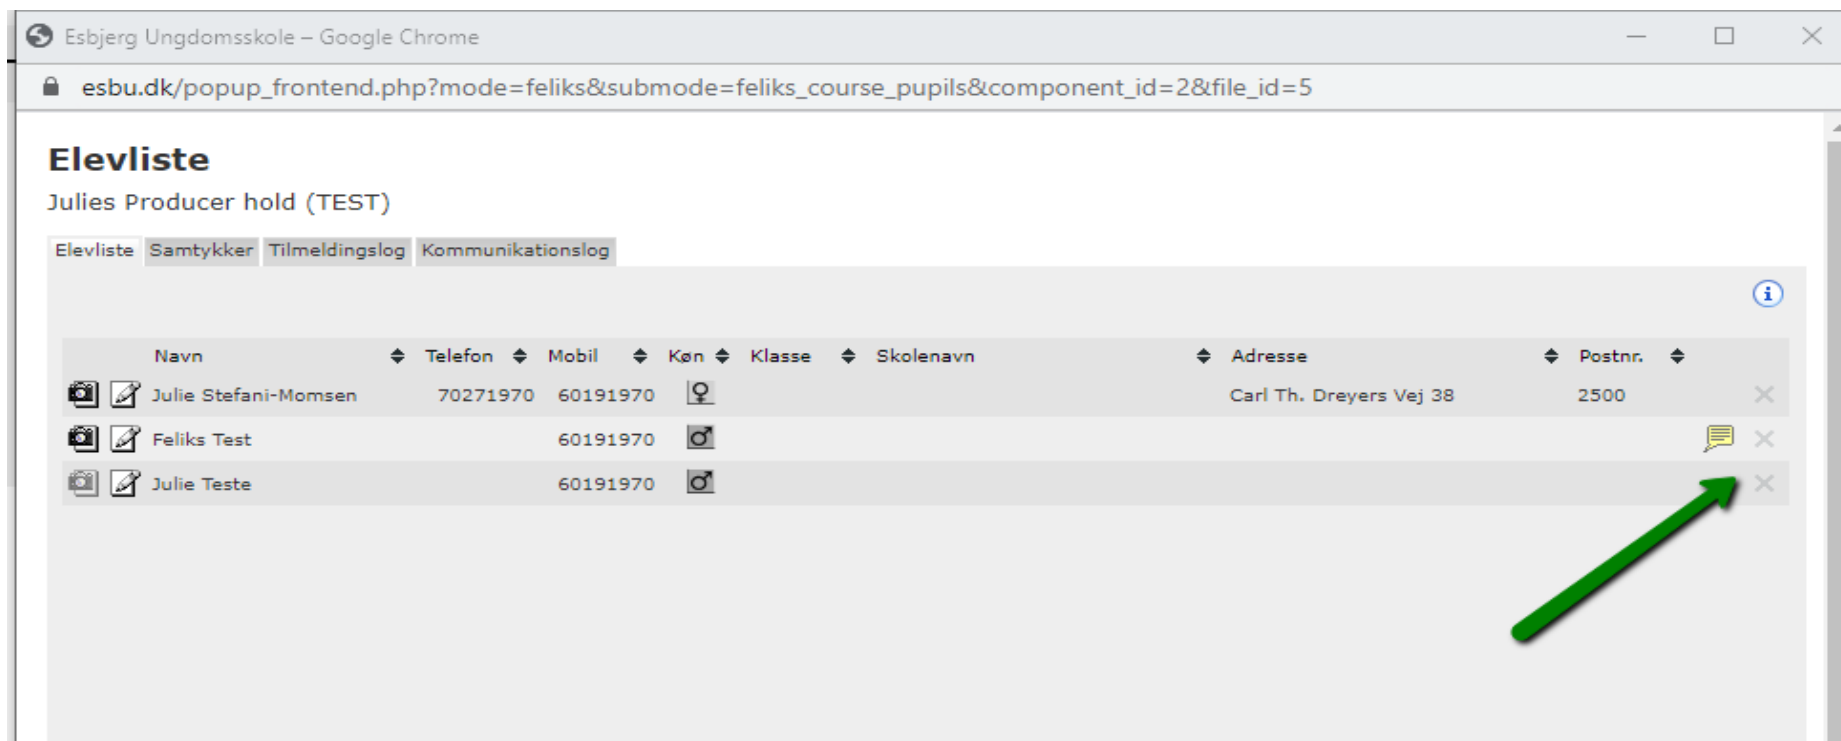 Esbjerg Ungdomsskole – Google Chrome
esbu.dk/popup_frontend.php?mode=feliks&submode=feliks_course_pupils&component_id=2&file_id=5
Elevliste
Julies Producer hold (TEST)
Elevliste Samtykker Tilmeldingslog Kommunikationslog
Navn Telefon Mobil Køn Klasse Skolenavn Adresse Postnr.
Julie Stefani-Momsen 70271970 60191970 Carl Th. Dreyers Vej 38 2500
Feliks Test 60191970
Julie Teste 60191970